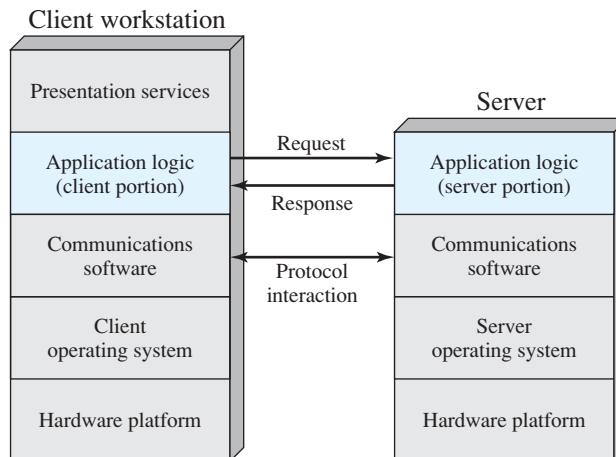 Client workstation
Presentation services
Application logic
(client portion)
Communications
software
Client
operating system
Hardware platform
Request
Response
Protocol
interaction
Server
Application logic
(server portion)
Communications
software
Server
operating system
Hardware platform